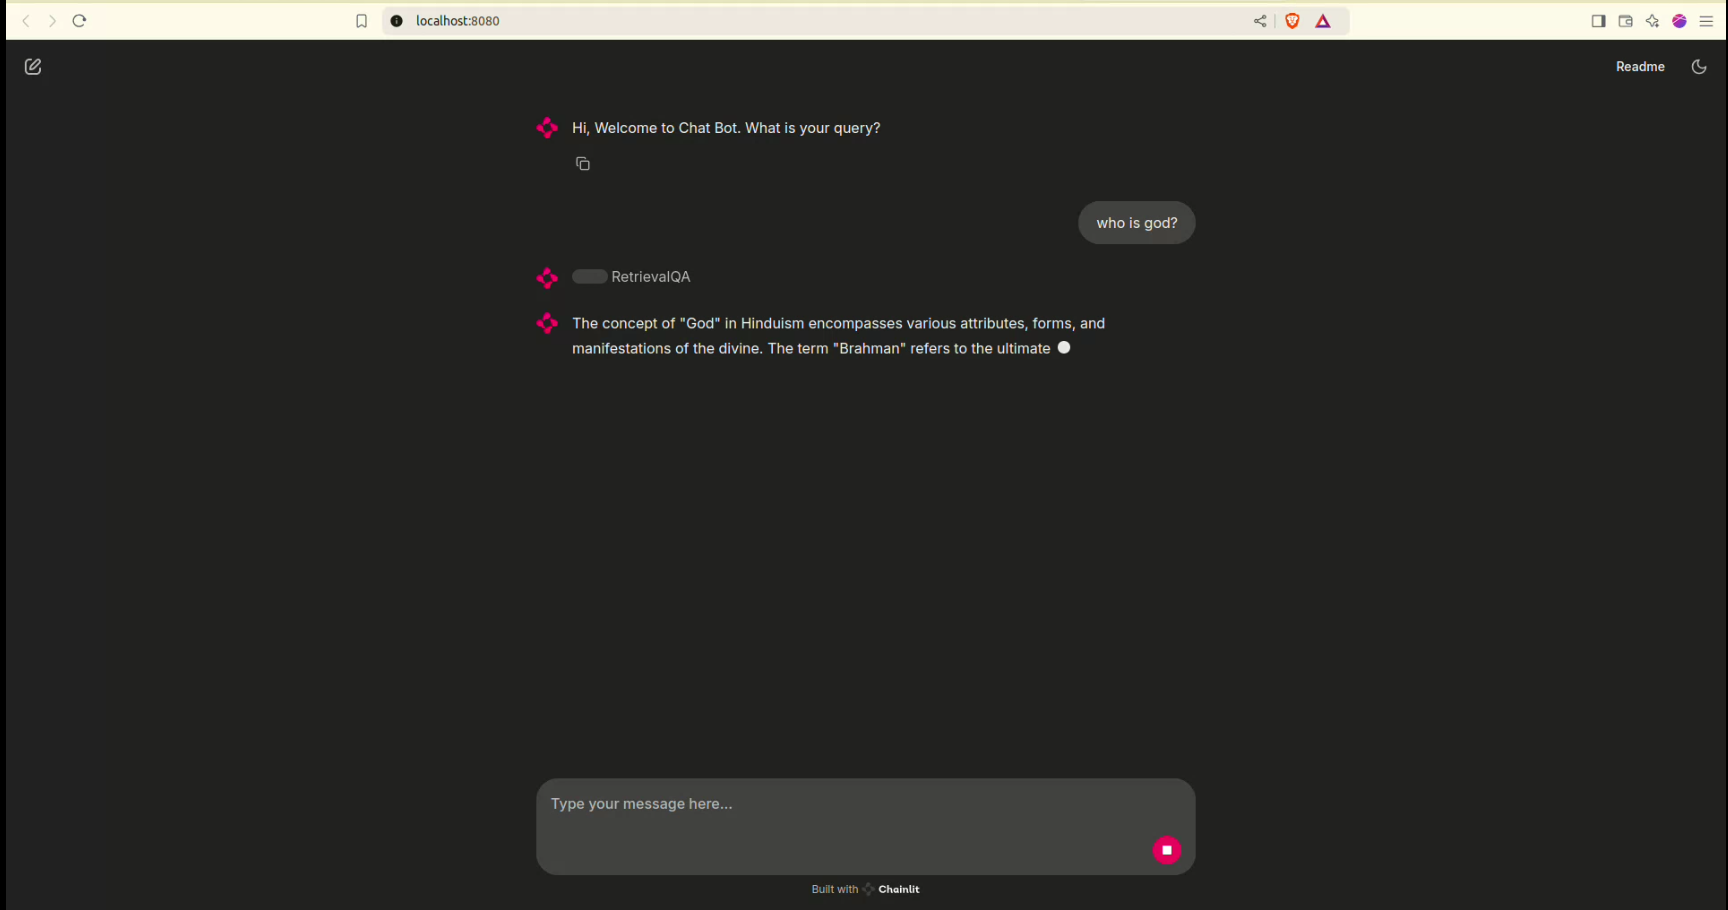 localhost:8080
Readme
Hi, Welcome to Chat Bot. What is your query?
who is god?
RetrievalQA
The concept of "God" in Hinduism encompasses various attributes, forms, and
manifestations of the divine. The term "Brahman" refers to the ultimate
Type your message here...
Built with Chainlit